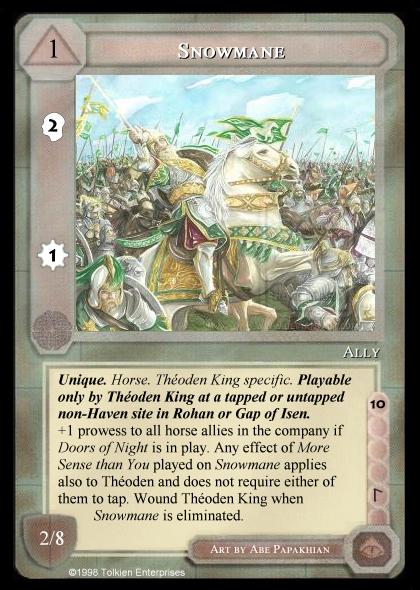 1
SNOWMANE
2
1
ALLY
Unique. Horse. Théoden King specific. Playable
only by Théoden King at a tapped or untapped
non-Haven site in Rohan or Gap of Isen.
+1 prowess to all horse allies in the company if
Doors of Night is in play. Any effect of More
Sense than You played on Snowmane applies
also to Théoden and does not require either of
them to tap. Wound Théoden King when
Snowmane is eliminated.
10
7
2/8
ART BY ABE PAPAKHIAN
©1998 Tolkien Enterprises